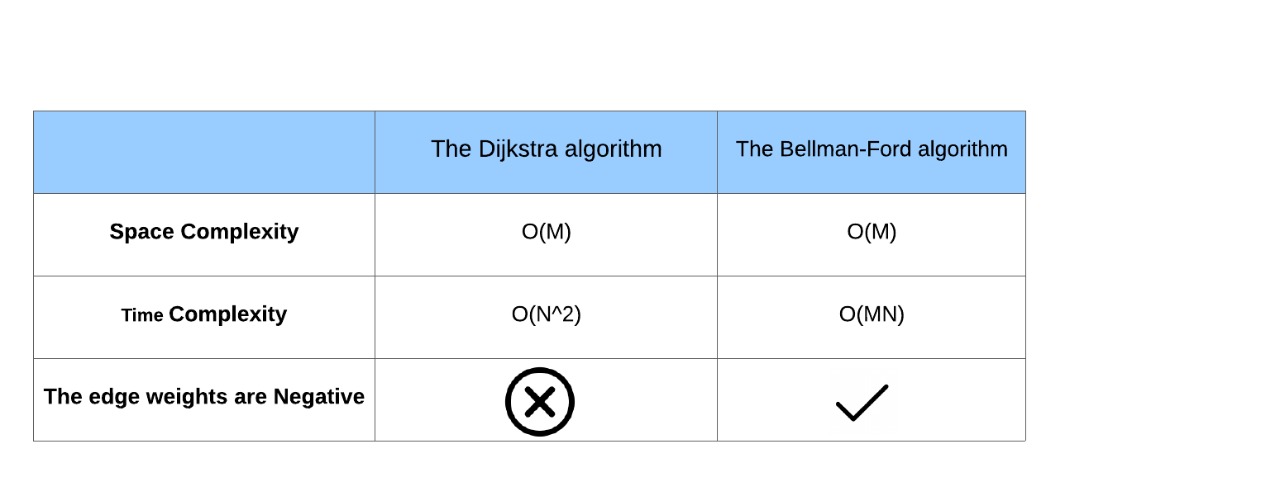 The Dijkstra algorithm
The Bellman-Ford algorithm
Space Complexity
O(M)
O(M)
Time Complexity
O(N^2)
O(MN)
The edge weights are Negative